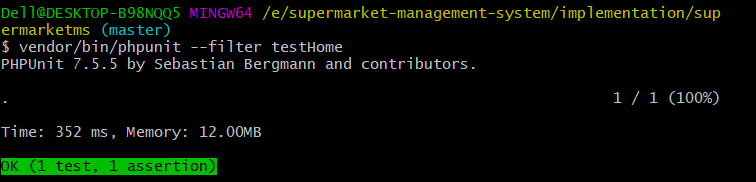 Dell@DESKTOP-B98NQQ5 MINGW64 /e/supermarket-management-system/implementation/sup
ermarketms (master)
$ vendor/bin/phpunit --filter testHome
PHPUnit 7.5.5 by Sebastian Bergmann and contributors.
. 1 / 1 (100%)
Time: 352 ms, Memory: 12.00MB
OK (1 test, 1 assertion)